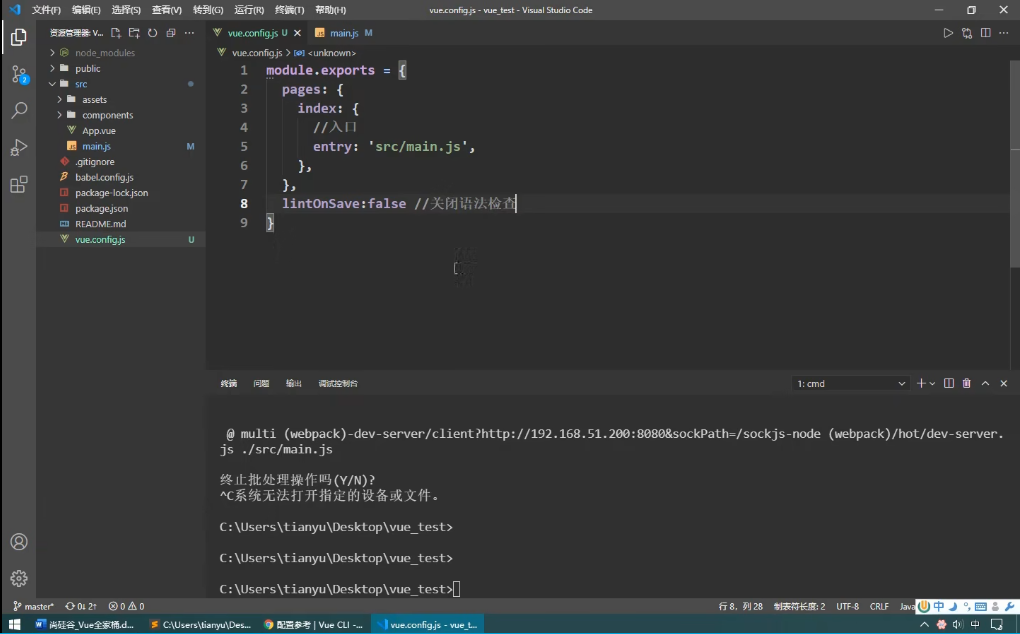 文件(F) 编辑(E) 选择(S) 查看(V) 转到(G) 运行(R) 终端(T) 帮助(H) vue.config.js - vue_test - Visual Studio Code
资源管理器: V... vue.config.js U main.js M
node_modules
public
src
assets
components
App.vue
main.js M
.gitignore
babel.config.js
package-lock.json
package.json
README.md
vue.config.js U
2
vue.config.js > <unknown>
1 module.exports = {
2 pages: {
3 index: {
4 //入口
5 entry: 'src/main.js',
6 },
7 },
8 lintOnSave:false //关闭语法检查
9 }
终端 问题 输出 调试控制台 1: cmd
@ multi (webpack)-dev-server/client?http://192.168.51.200:8080&sockPath=/sockjs-node (webpack)/hot/dev-server.
js ./src/main.js
终止批处理操作吗(Y/N)?
^C系统无法打开指定的设备或文件。
C:\Users\tianyu\Desktop\vue_test>
C:\Users\tianyu\Desktop\vue_test>
C:\Users\tianyu\Desktop\vue_test>
master* 0↓ 2↑ 0 0 行 8，列 28 制表符长度: 2 UTF-8 CRLF Java 中
尚硅谷_Vue全家桶.d... C:\Users\tianyu\Des... 配置参考 | Vue CLI -... vue.config.js - vue_t... 中